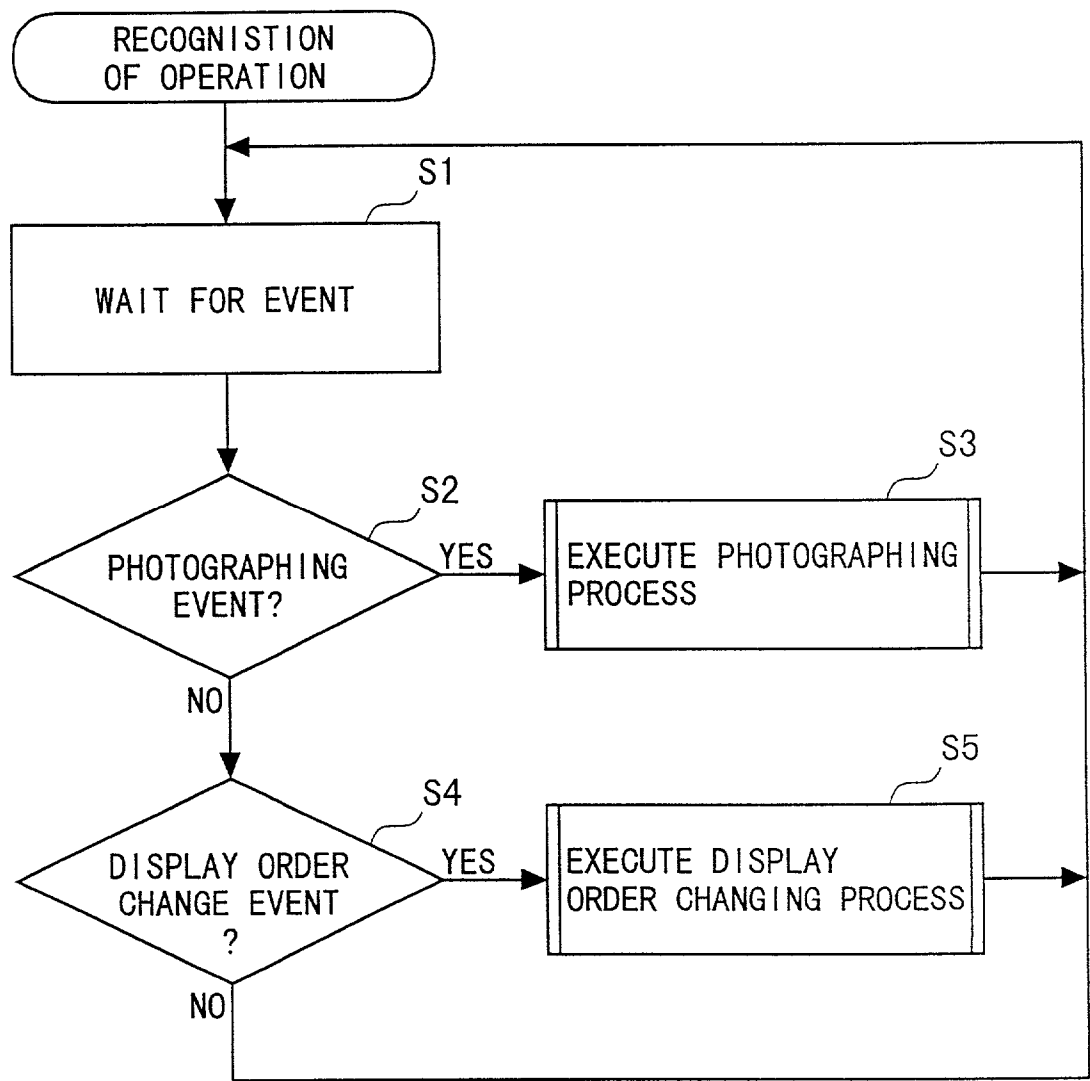 RECOGNISTION
OF OPERATION
S1
WAIT FOR EVENT
S2
PHOTOGRAPHING
EVENT?
YES
S3
EXECUTE PHOTOGRAPHING
PROCESS
NO
S4
DISPLAY ORDER
CHANGE EVENT
?
YES
S5
EXECUTE DISPLAY
ORDER CHANGING PROCESS
NO